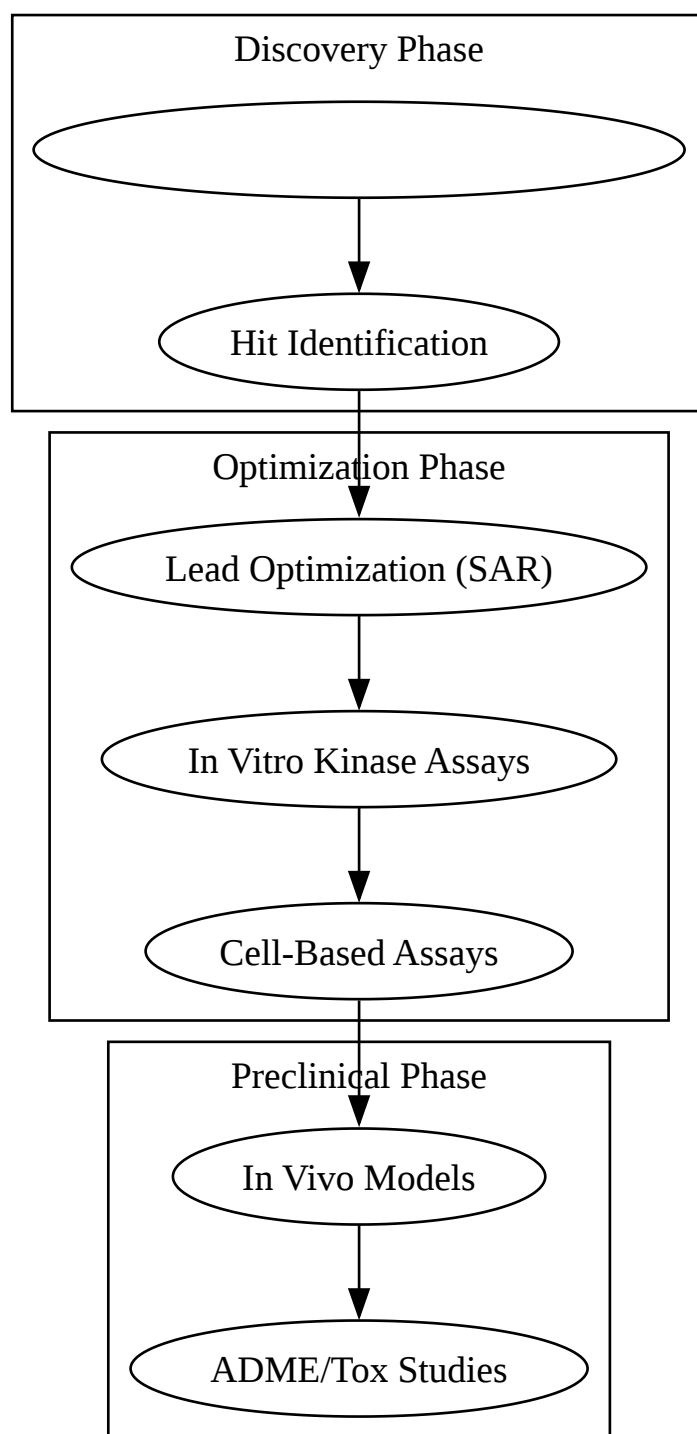 Discovery Phase
Hit Identification
Optimization Phase
Lead Optimization (SAR)
In Vitro Kinase Assays
Cell-Based Assays
Preclinical Phase
In Vivo Models
ADME/Tox Studies